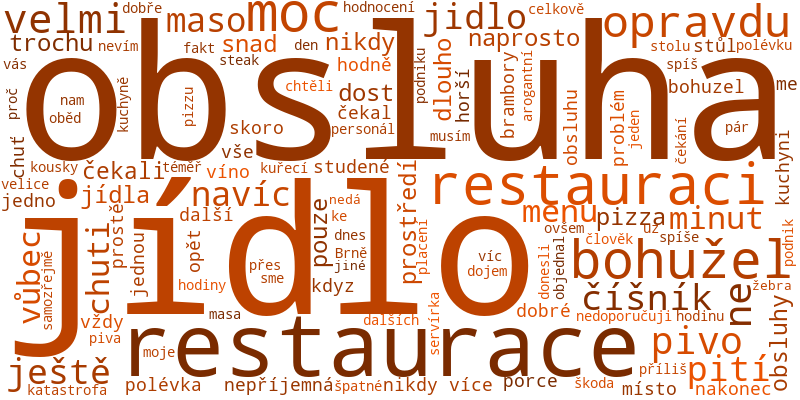 dobře
hodnocení
celkově
velmi
maso
moc
jídlo
opravdu
trochu
nevím
fakt
snad
den
nikdy
naprosto
stolu
stůl
polévku
vás
steak
hodně
obsluha
proč
kuchyně
nam
oběd
pizzu
chtěli
dost
čekal
personál
skoro
podniku
dlouho
horší
musím
brambory
arogantní
obsluhu
problém
jeden
spíš
bohuzel
me
pár
čekání
kuchyni
chuť
vše
kousky
čekali
téměř
víno
kuřecí
studené
velice
jedno
jídla
navíc
nedá
restauraci
menu
pizza
minut
jídlo
vůbec
samozřejmě
chuti
prostě
jednou
další
opět
pouze
ke
dnes
Brně
jiné
prostředí
placení
ovsem
člověk
už
spíše
podnik
přes
sme
víc
dojem
donesli
objednal
bohužel
hodiny
kdyz
číšník
ne
žebra
vždy
piva
masa
restaurace
dalších
servírka
dobré
nedoporučuji
hodinu
obsluhy
moje
pivo
ještě
příliš
pití
katastrofa
polévka
nepříjemná
špatné
nikdy
více
porce
škoda
místo
nakonec